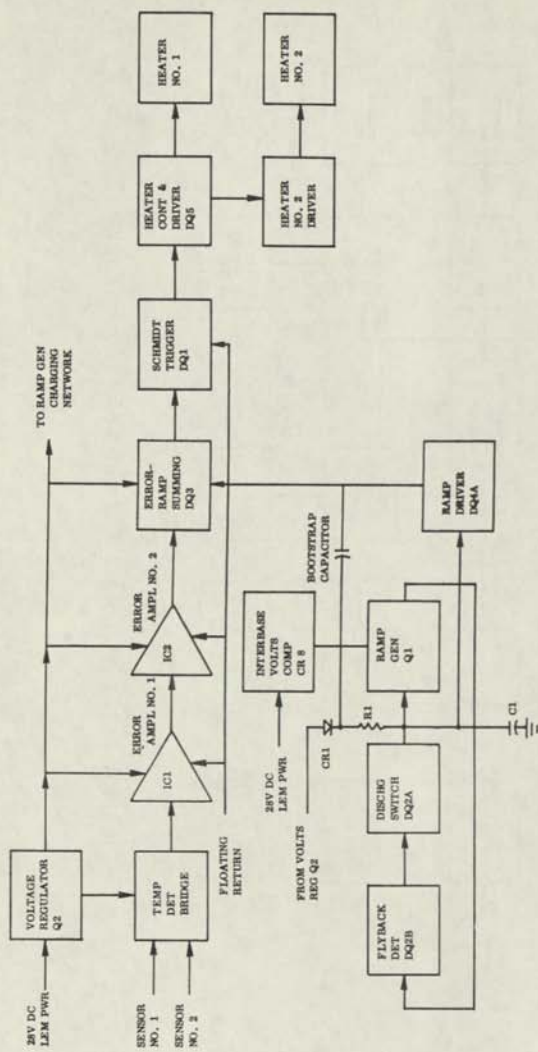 28V DC
LEM PWR
VOLTAGE
REGULATOR
Q2
TO RAMP GEN
CHARGING
NETWORK
SENSOR
NO. 1
SENSOR
NO. 2
TEMP
DET
BRIDGE
ERROR
AMPL NO. 1
IC1
ERROR
AMPL NO. 2
IC2
ERROR-
RAMP
SUMMING
DQ3
SCHMIDT
TRIGGER
DQ1
HEATER
CONT &
DRIVER
DQ5
HEATER
NO. 1
HEATER
NO. 2
DRIVER
HEATER
NO. 2
FLOATING
RETURN
28V DC
LEM PWR
INTERBASE
VOLTS
COMP
CR 8
BOOTSTRAP
CAPACITOR
FROM VOLTS
REG Q2
CR1
R1
FLYBACK
DET
DQ2B
DISCHG
SWITCH
DQ2A
RAMP
GEN
Q1
RAMP
DRIVER
DQ4A
C1